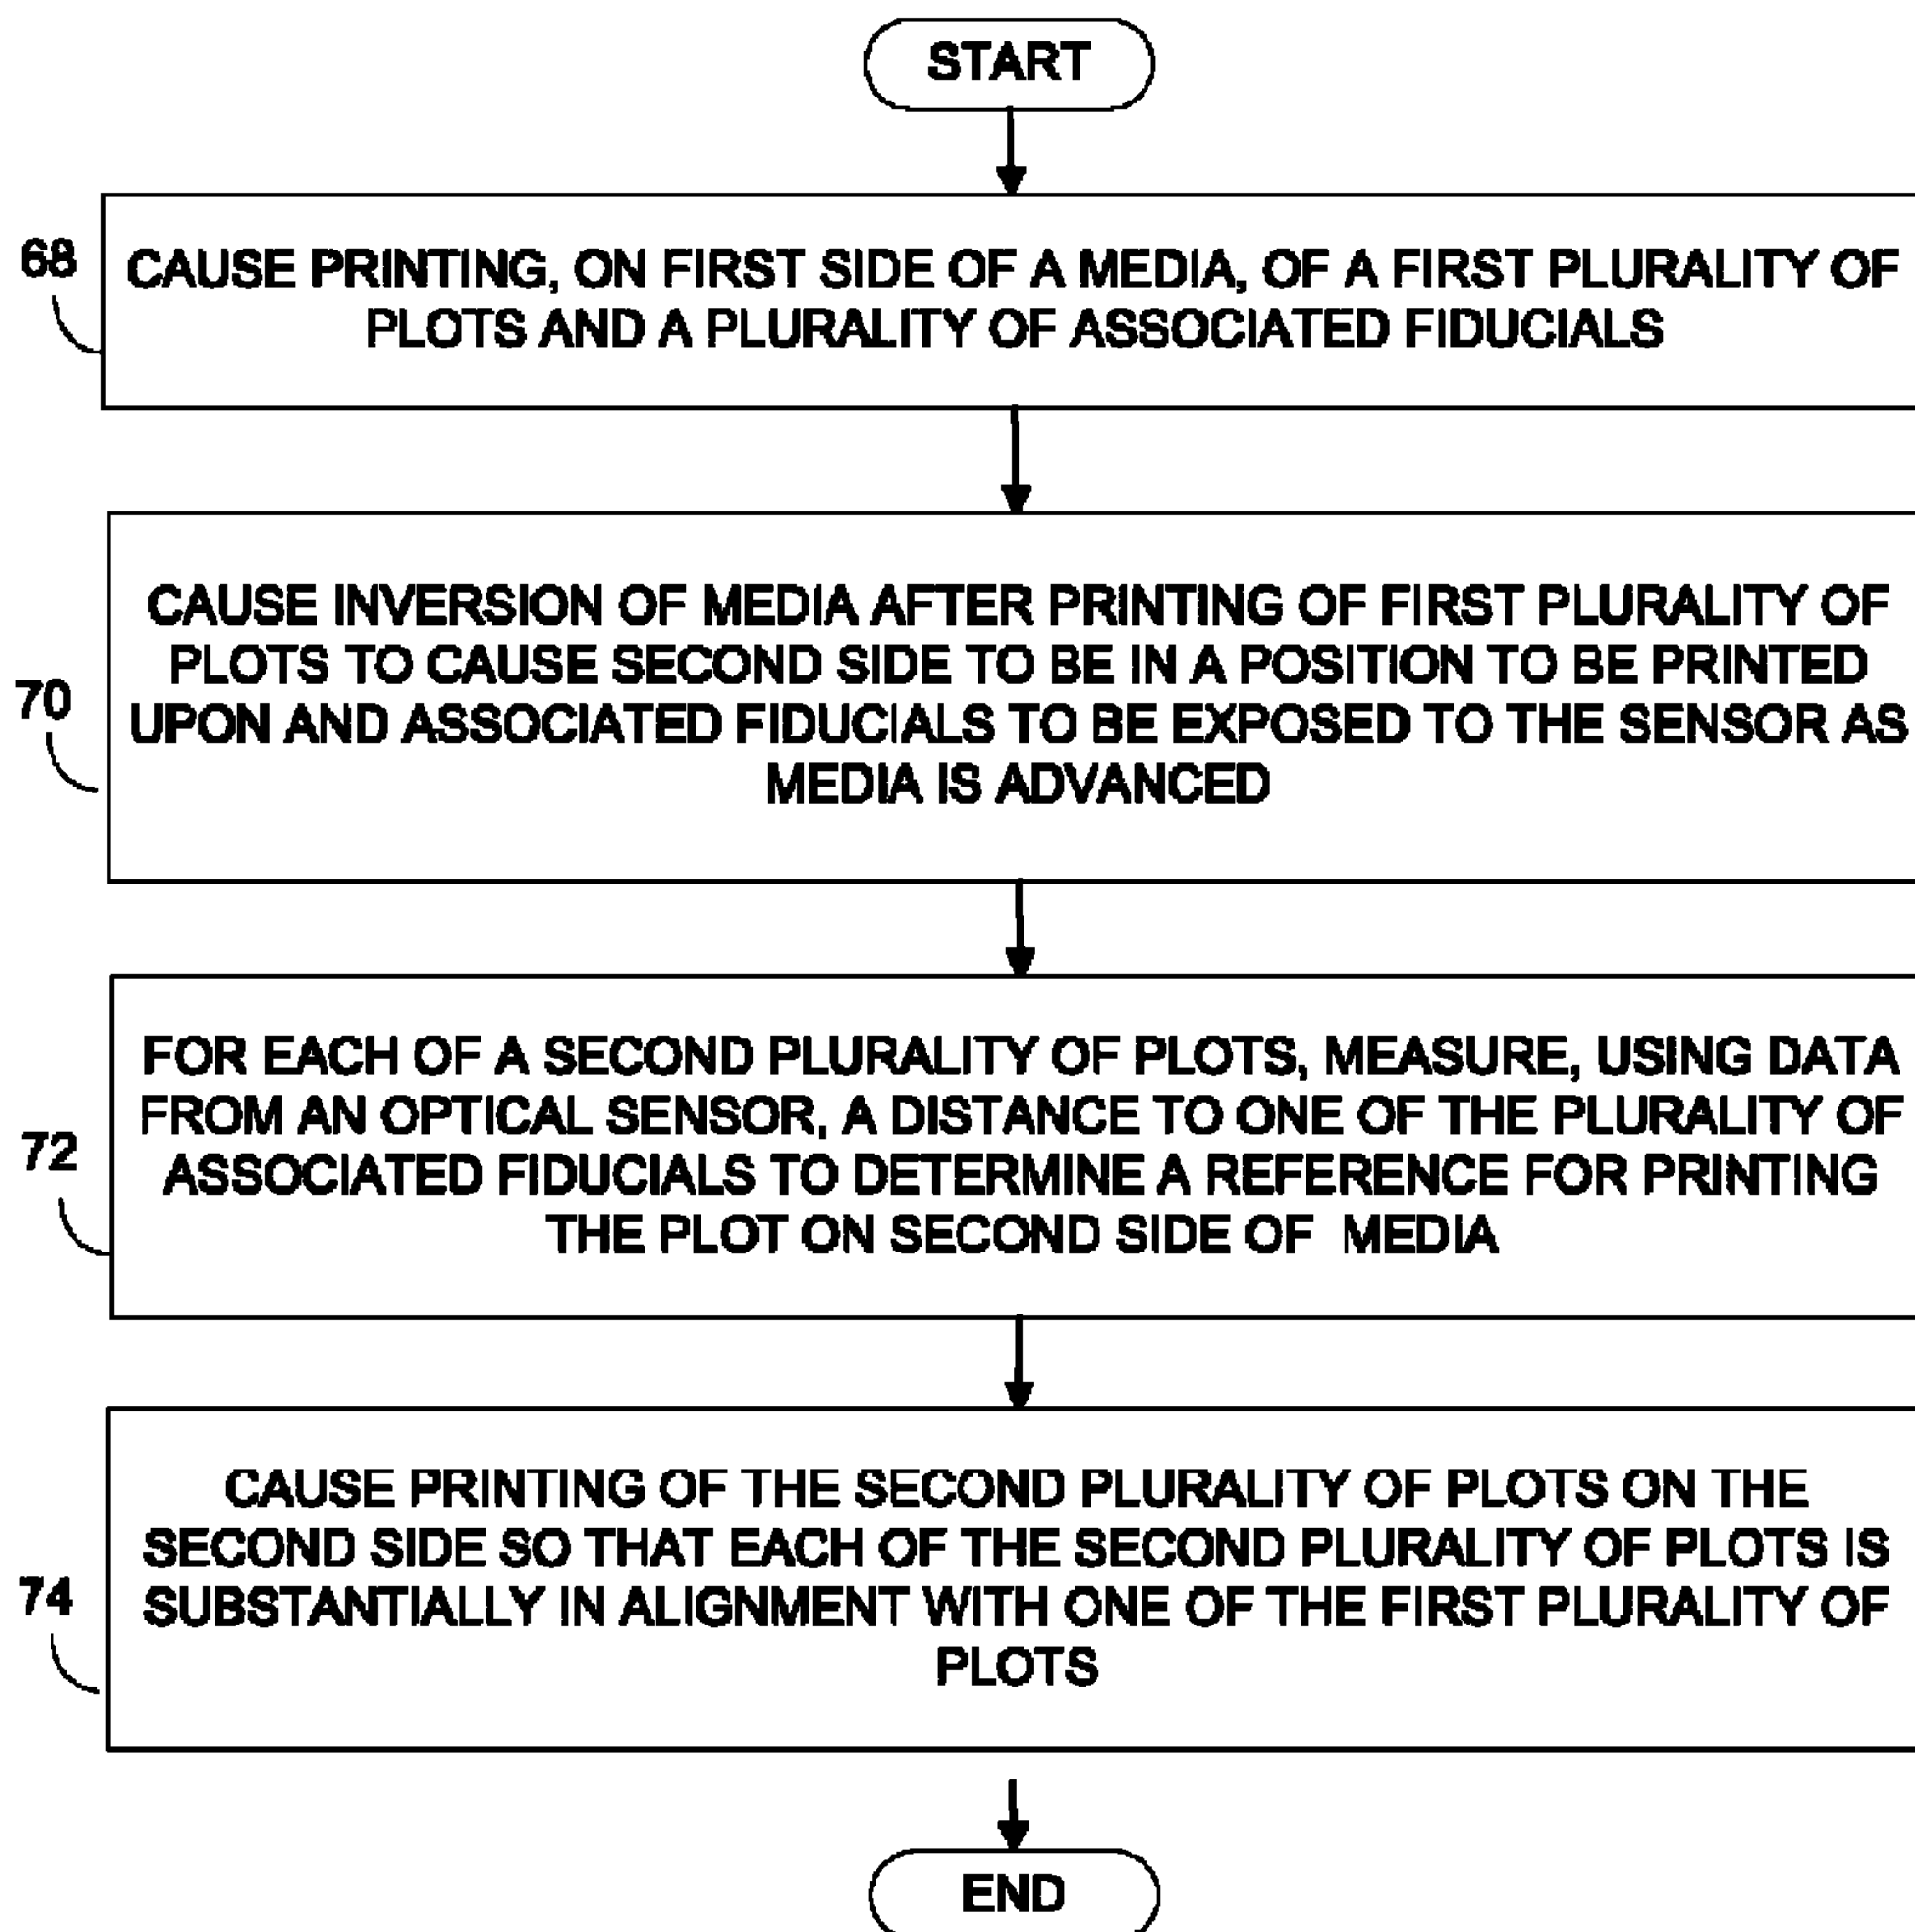 START
68
CAUSE PRINTING, ON FIRST SIDE OF A MEDIA, OF A FIRST PLURALITY OF
PLOTS AND A PLURALITY OF ASSOCIATED FIDUCIALS
70
CAUSE INVERSION OF MEDIA AFTER PRINTING OF FIRST PLURALITY OF
PLOTS TO CAUSE SECOND SIDE TO BE IN A POSITION TO BE PRINTED
UPON AND ASSOCIATED FIDUCIALS TO BE EXPOSED TO THE SENSOR AS
MEDIA IS ADVANCED
72
FOR EACH OF A SECOND PLURALITY OF PLOTS, MEASURE, USING DATA
FROM AN OPTICAL SENSOR, A DISTANCE TO ONE OF THE PLURALITY OF
ASSOCIATED FIDUCIALS TO DETERMINE A REFERENCE FOR PRINTING
THE PLOT ON SECOND SIDE OF MEDIA
74
CAUSE PRINTING OF THE SECOND PLURALITY OF PLOTS ON THE
SECOND SIDE SO THAT EACH OF THE SECOND PLURALITY OF PLOTS IS
SUBSTANTIALLY IN ALIGNMENT WITH ONE OF THE FIRST PLURALITY OF
PLOTS
END